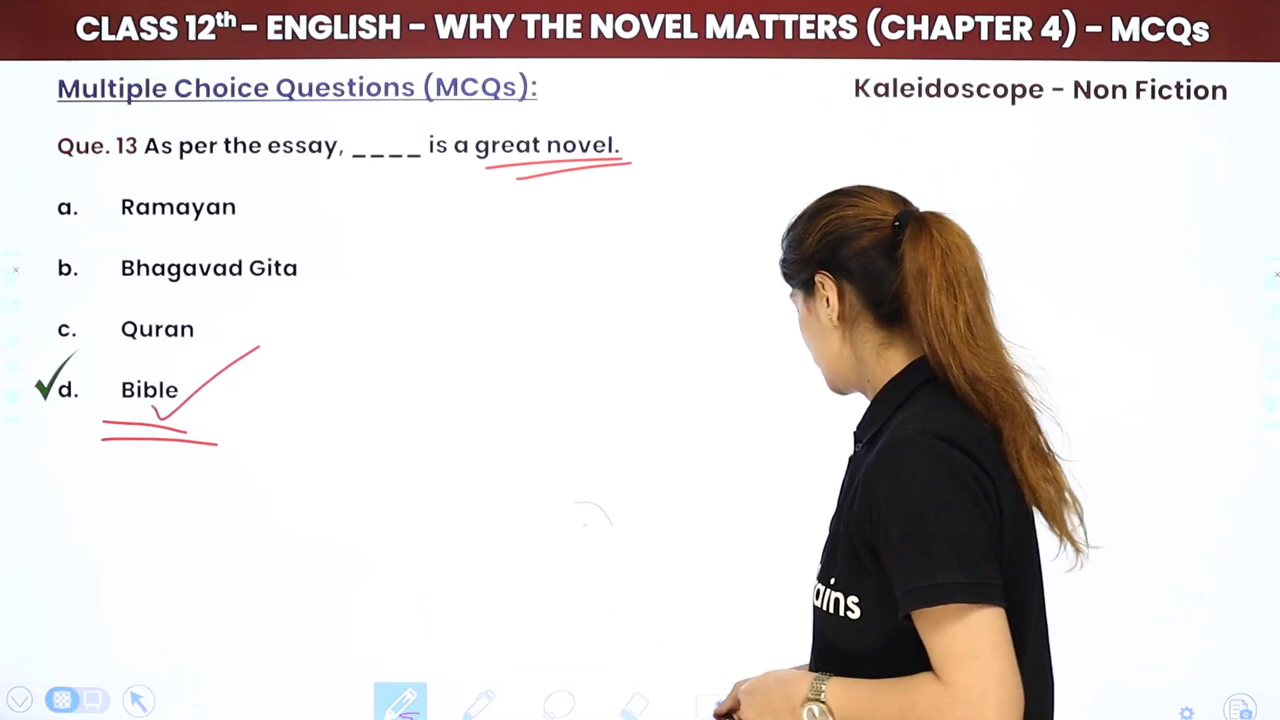 CLASS 12th - ENGLISH - WHY THE NOVEL MATTERS (CHAPTER 4) - MCQs
Multiple Choice Questions (MCQs):
Kaleidoscope - Non Fiction
Que. 13 As per the essay, ____ is a great novel.
a. Ramayan
b. Bhagavad Gita
c. Quran
d. Bible